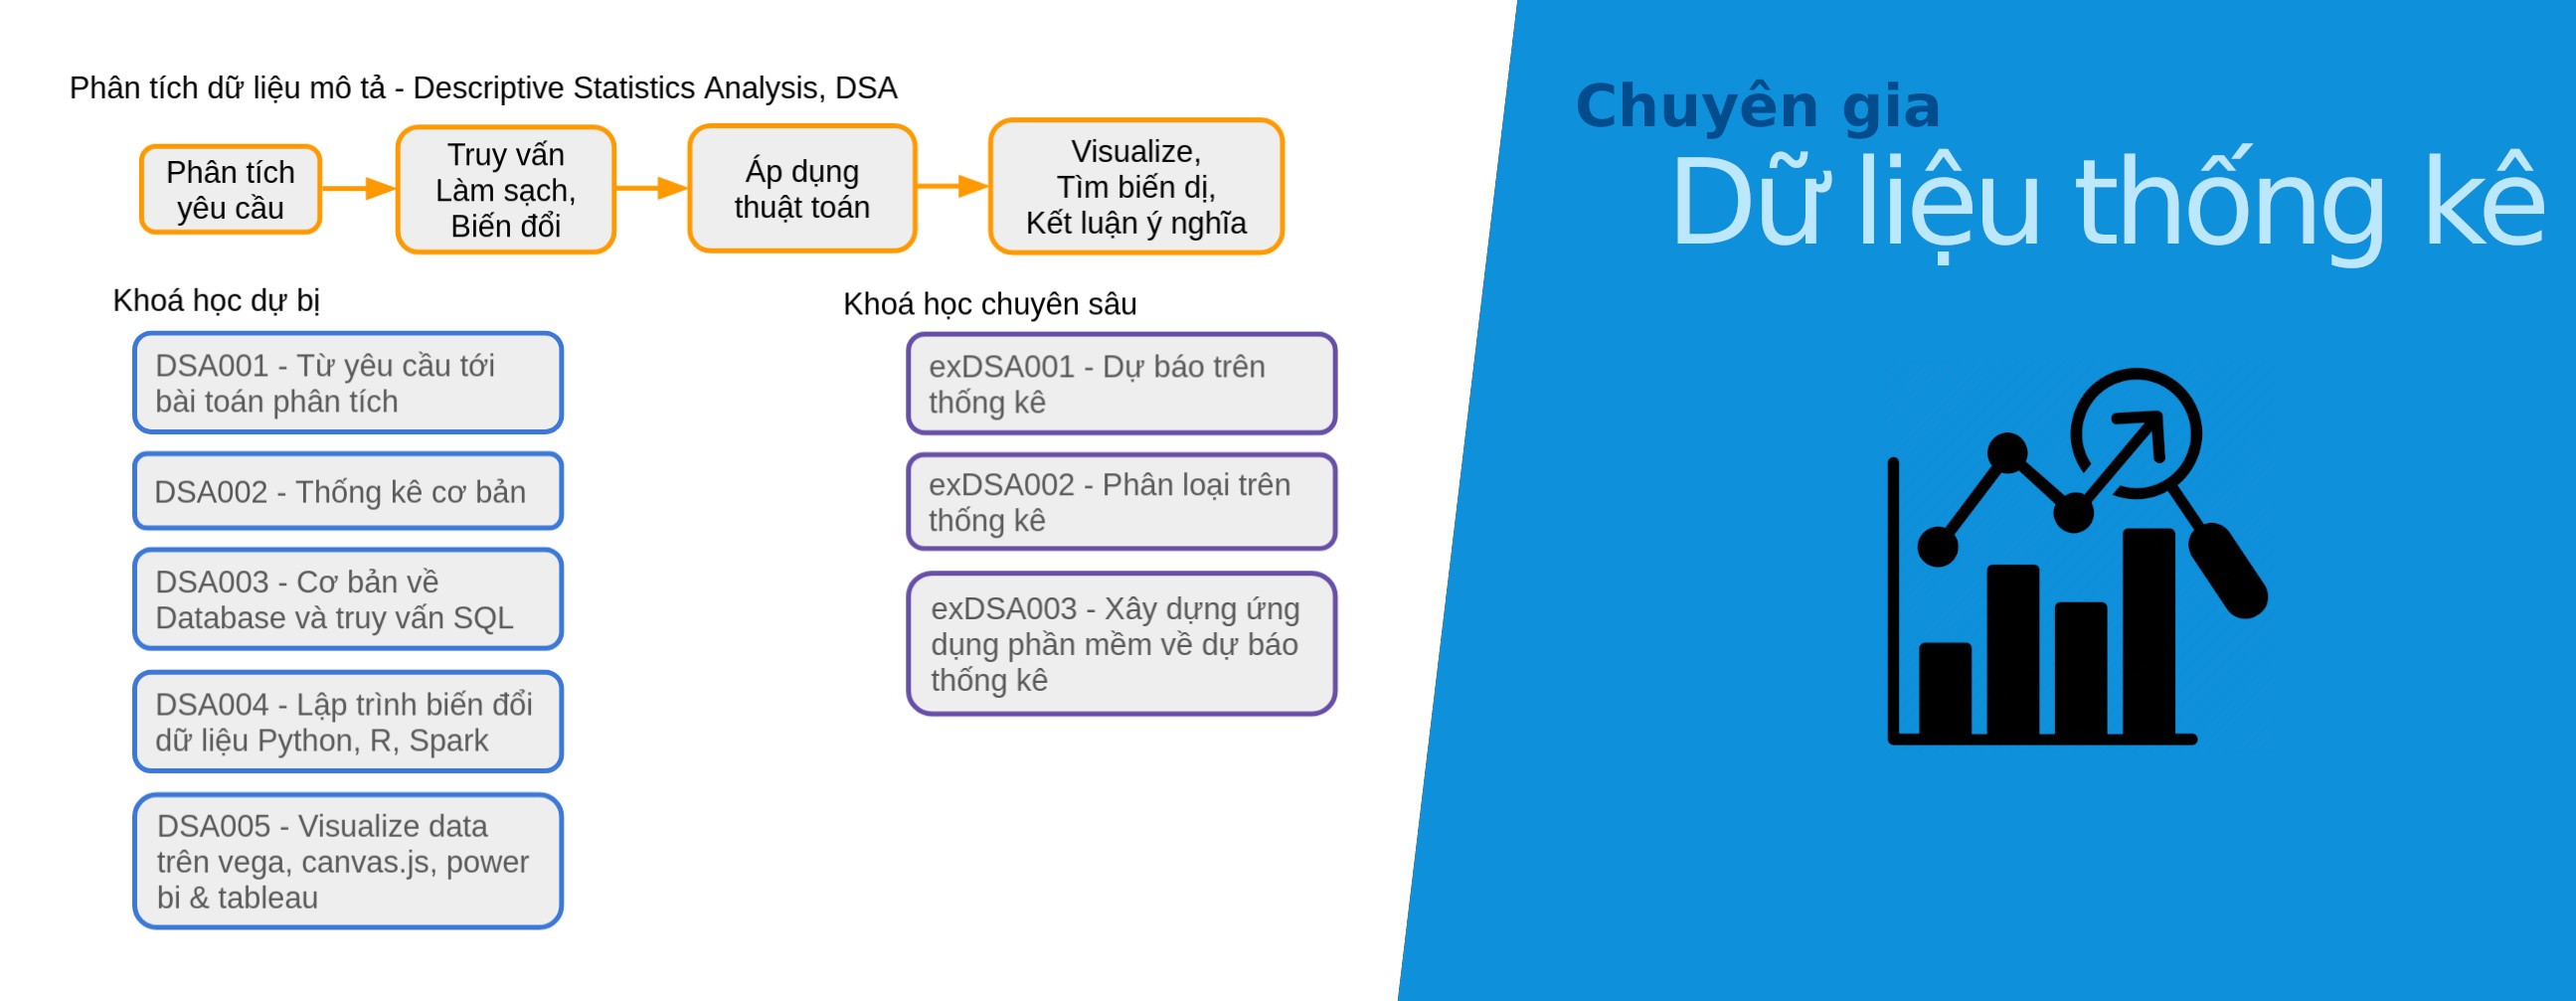 Phân tích dữ liệu mô tả - Descriptive Statistics Analysis, DSA
Phân tích
yêu cầu
Truy vấn
Làm sạch,
Biến đổi
Áp dụng
thuật toán
Visualize,
Tìm biến dị,
Kết luận ý nghĩa
Khoá học dự bị
DSA001 - Từ yêu cầu tới
bài toán phân tích
DSA002 - Thống kê cơ bản
DSA003 - Cơ bản về
Database và truy vấn SQL
DSA004 - Lập trình biến đổi
dữ liệu Python, R, Spark
DSA005 - Visualize data
trên vega, canvas.js, power
bi & tableau
Khoá học chuyên sâu
exDSA001 - Dự báo trên
thống kê
exDSA002 - Phân loại trên
thống kê
exDSA003 - Xây dựng ứng
dụng phần mềm về dự báo
thống kê
Chuyên gia
Dữ liệu thống kê